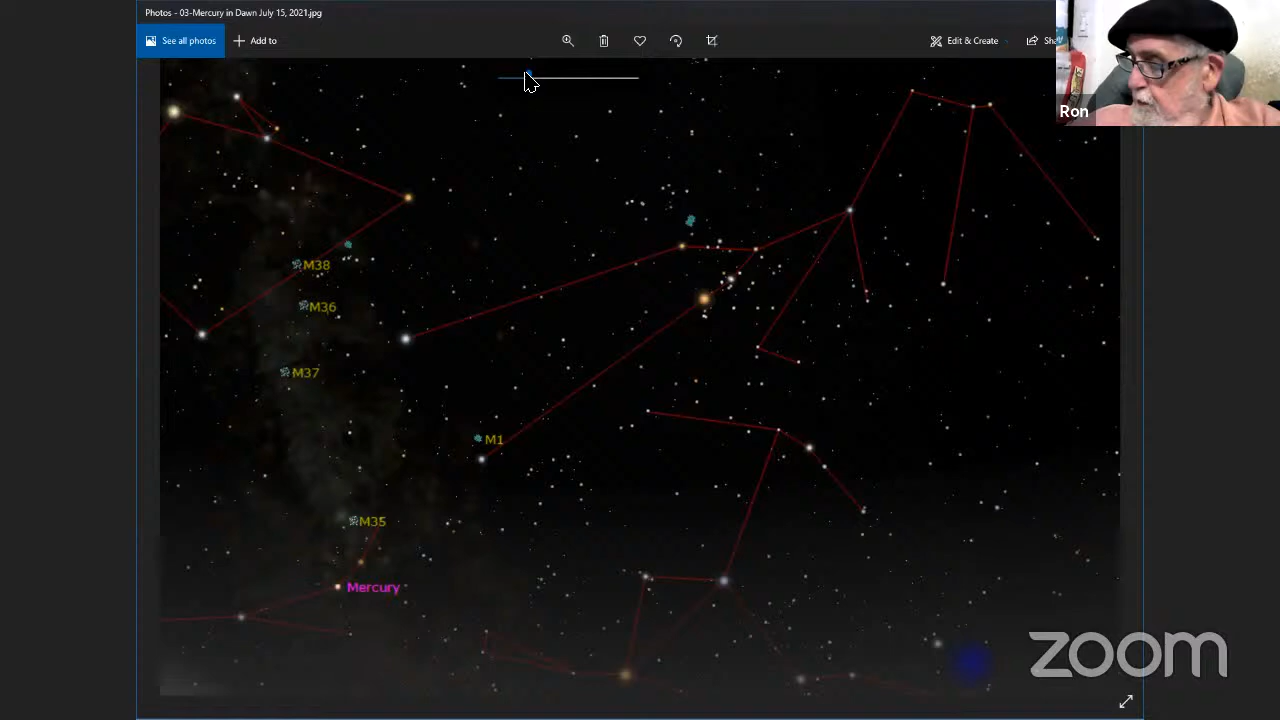 Photos - 03-Mercury in Dawn July 15, 2021.jpg
See all photos
Add to
Edit & Create
Ron
M38
M36
M37
M1
M35
Mercury
zoom